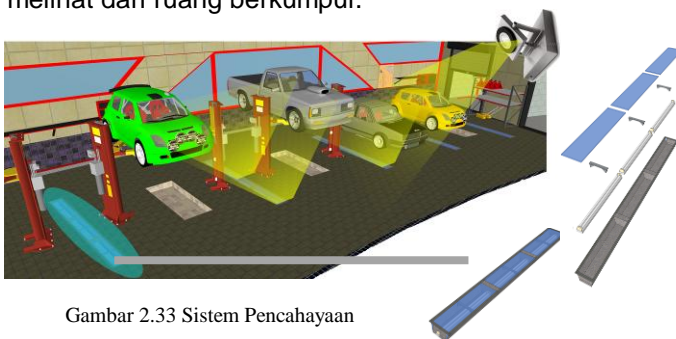 melihat dan ruang berkumpul.
Gambar 2.33 Sistem Pencahayaan